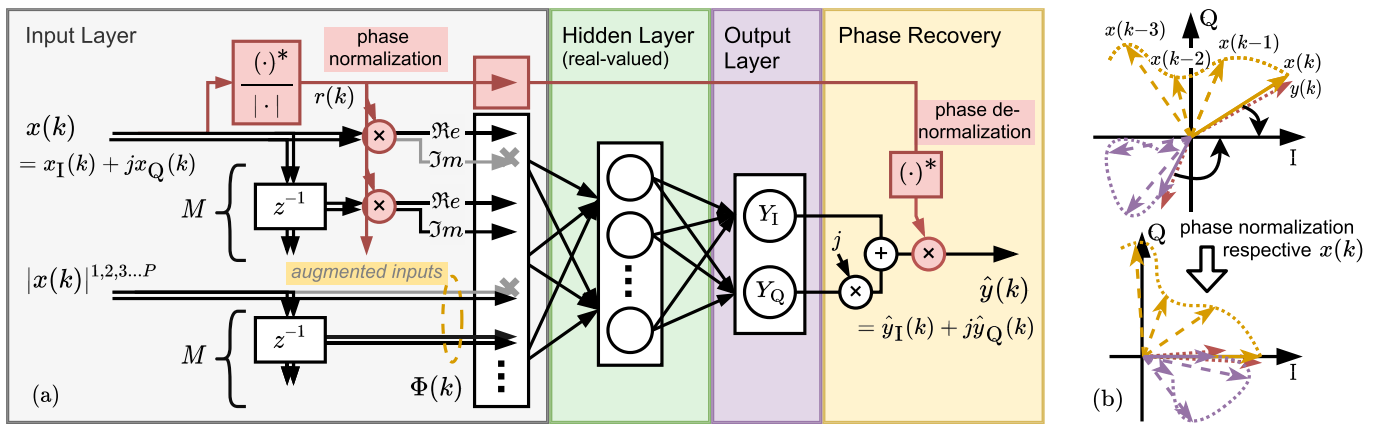 Input Layer
phase
normalization
Hidden Layer
(real-valued)
Output
Layer
Phase Recovery
(·)*
|·|
r(k)
x(k)
= x_I(k) + jx_Q(k)
×
ℜe
ℑm
M
z⁻¹
×
ℜe
ℑm
augmented inputs
|x(k)|^1,2,3...P
M
z⁻¹
Φ(k)
(a)
Y_I
Y_Q
phase de-
normalization
(·)*
j
+
×
×
ŷ(k)
= ŷ_I(k) + jŷ_Q(k)
Q
x(k−3)
x(k−1)
x(k−2)
x(k)
y(k)
I
phase normalization
respective x(k)
Q
I
(b)